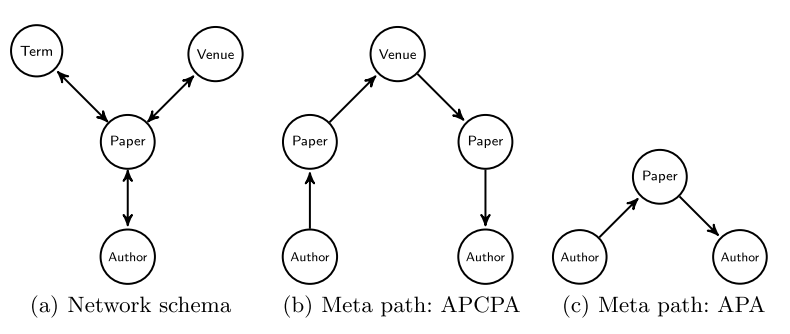 Term
Venue
Paper
Author
(a) Network schema
Venue
Paper
Paper
Author
Author
(b) Meta path: APCPA
Paper
Author
Author
(c) Meta path: APA